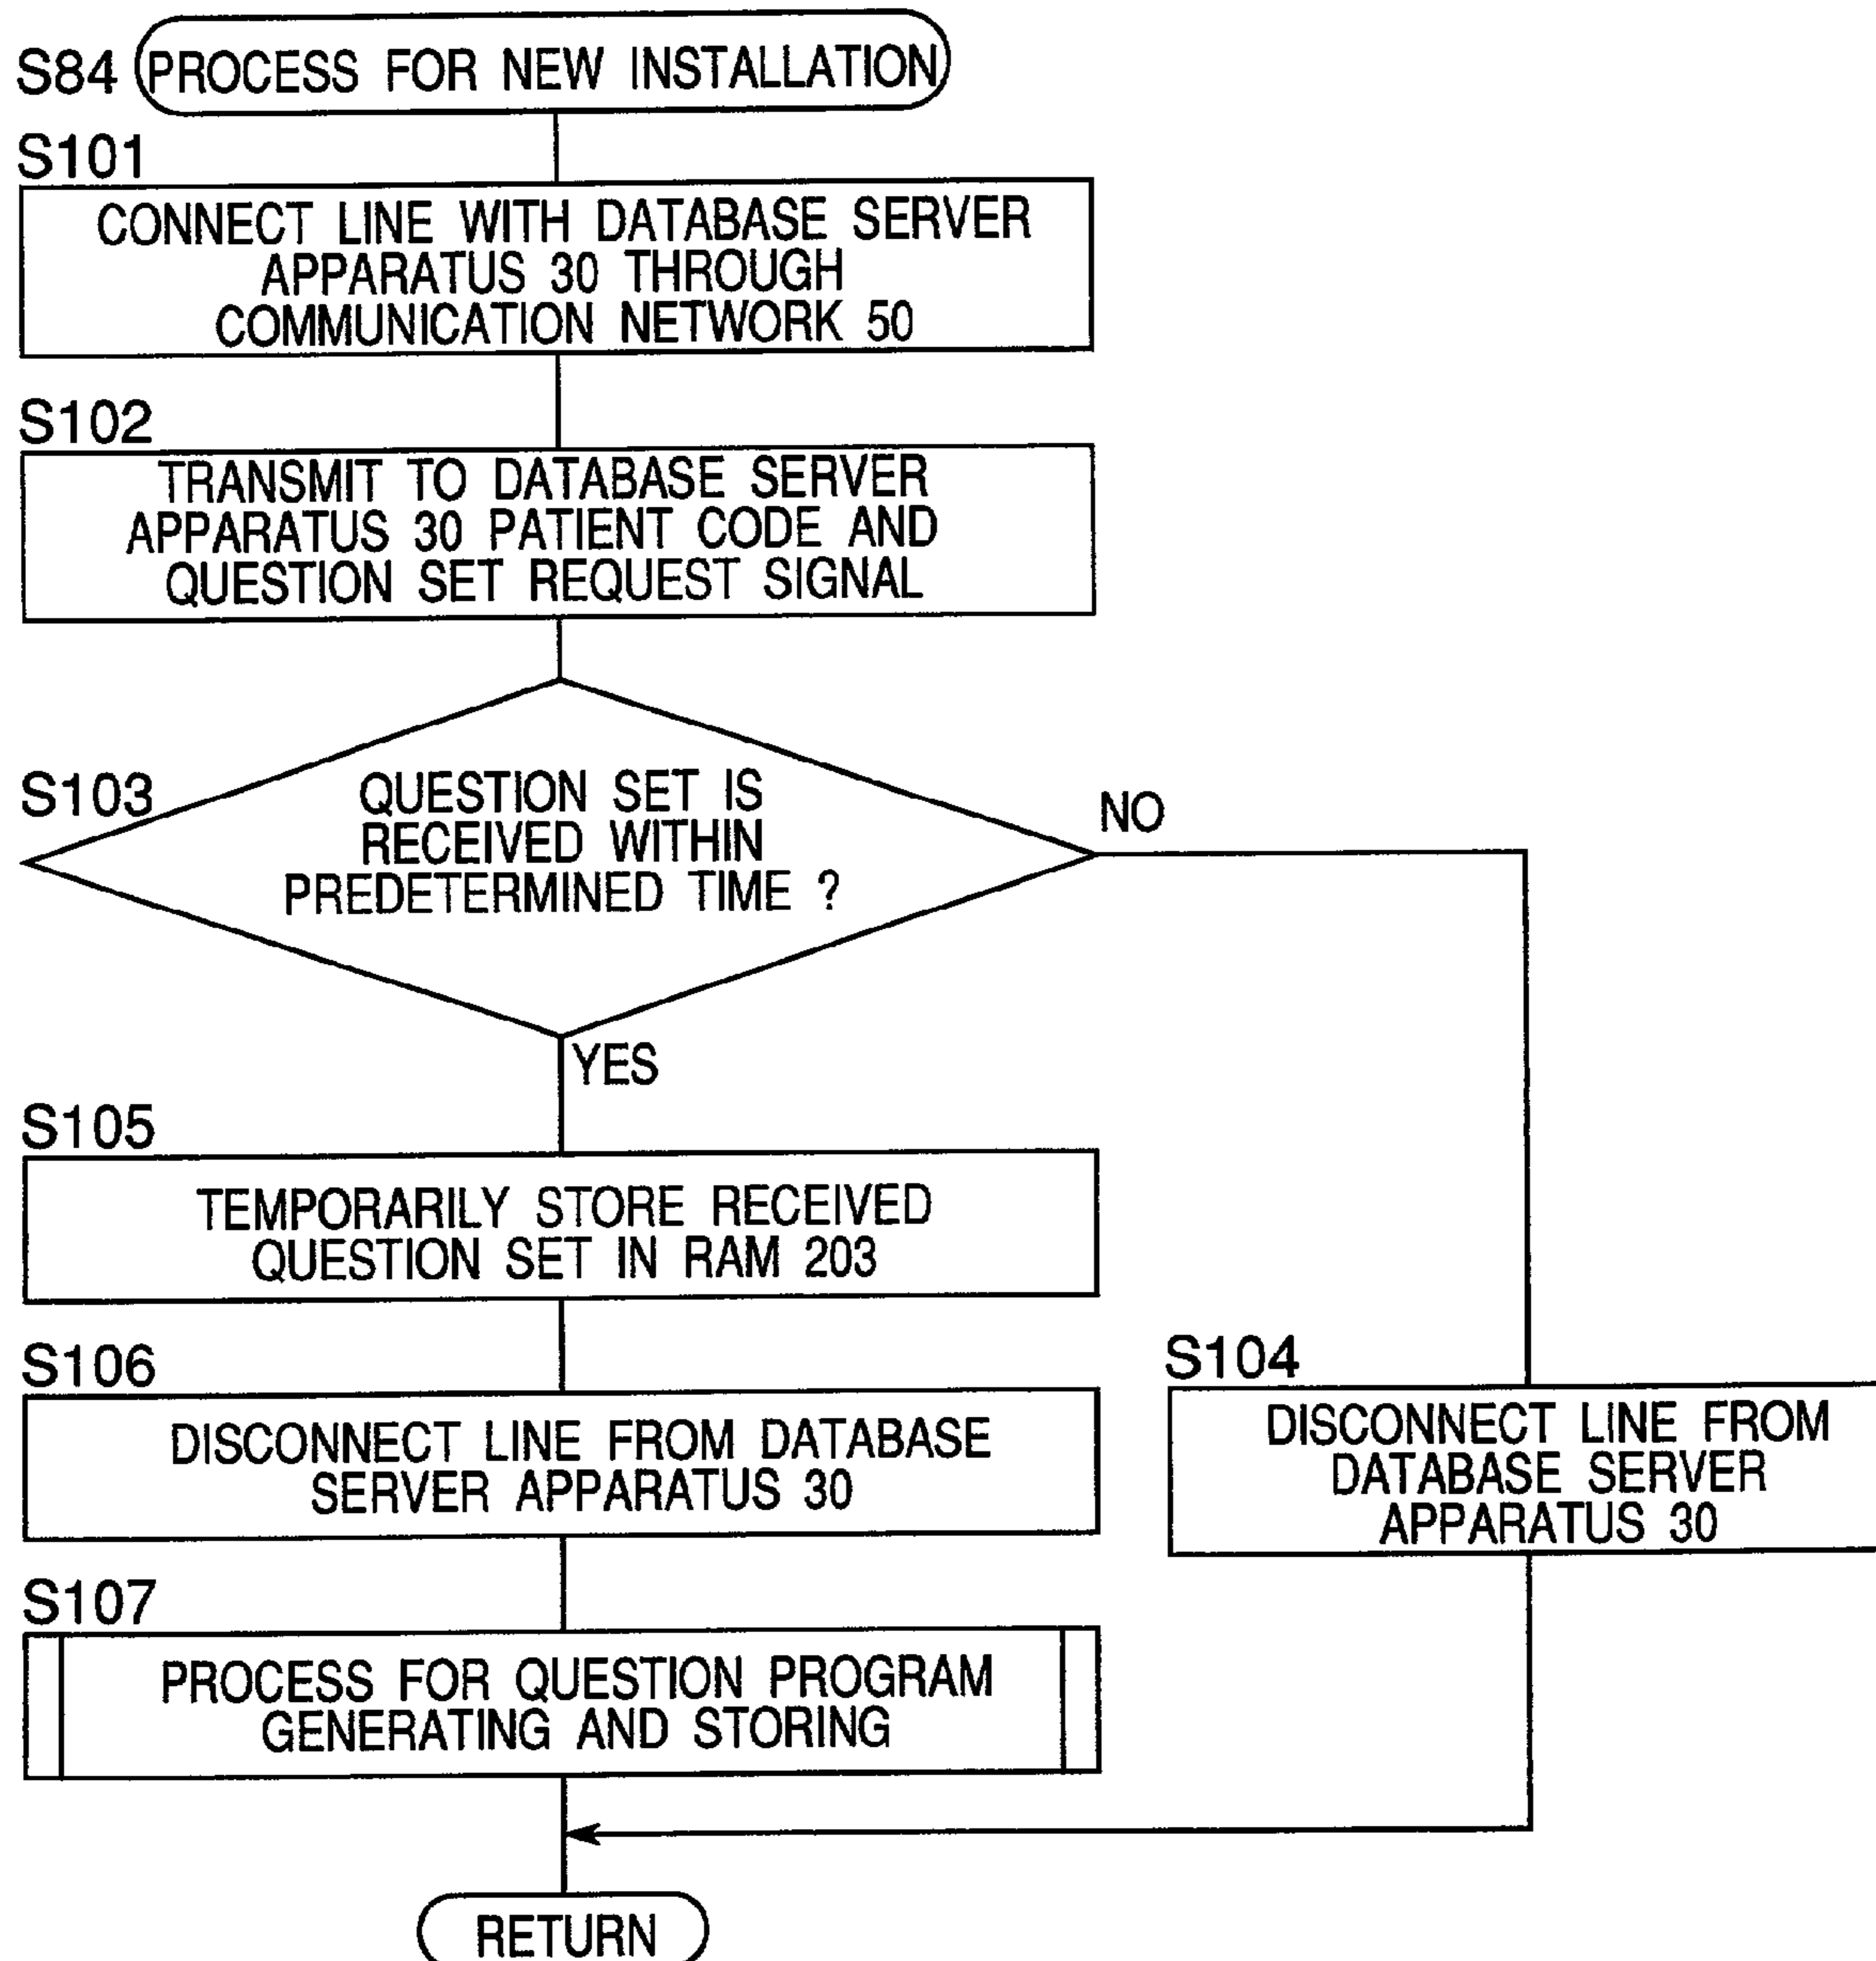 S84 PROCESS FOR NEW INSTALLATION
S101
CONNECT LINE WITH DATABASE SERVER
APPARATUS 30 THROUGH
COMMUNICATION NETWORK 50
S102
TRANSMIT TO DATABASE SERVER
APPARATUS 30 PATIENT CODE AND
QUESTION SET REQUEST SIGNAL
S103
QUESTION SET IS
RECEIVED WITHIN
PREDETERMINED TIME ?
NO
YES
S105
TEMPORARILY STORE RECEIVED
QUESTION SET IN RAM 203
S106
DISCONNECT LINE FROM DATABASE
SERVER APPARATUS 30
S104
DISCONNECT LINE FROM
DATABASE SERVER
APPARATUS 30
S107
PROCESS FOR QUESTION PROGRAM
GENERATING AND STORING
RETURN